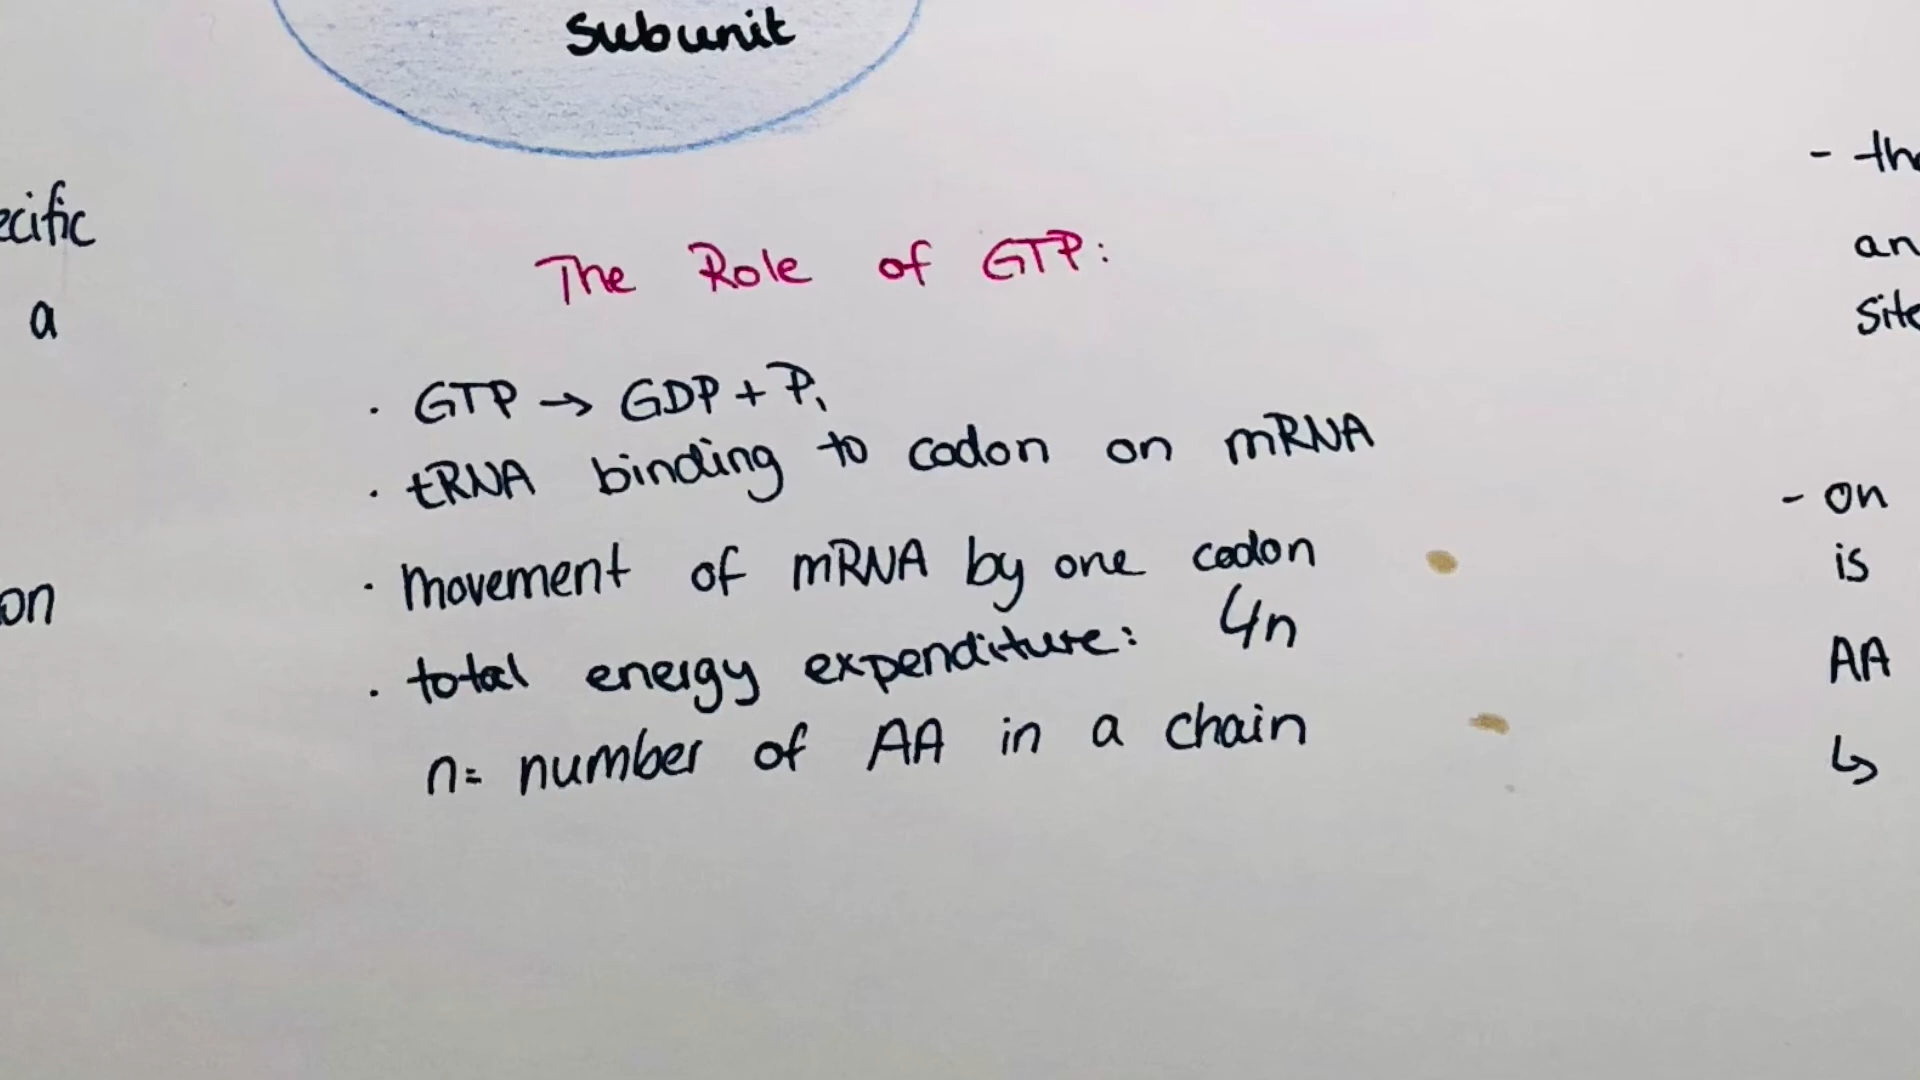 Subunit
ecific
a
on
The Role of GTP:
· GTP → GDP + Pi
· tRNA binding to codon on mRNA
· movement of mRNA by one codon
· total energy expenditure: 4n
n= number of AA in a chain
- the
an
site
- on
is
AA
↳